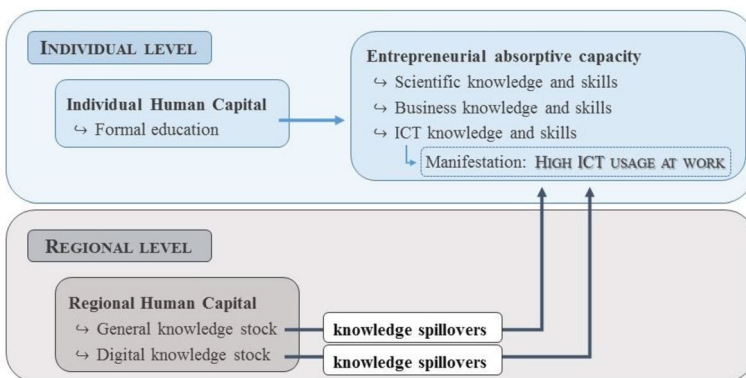 INDIVIDUAL LEVEL
Individual Human Capital
↪ Formal education
Entrepreneurial absorptive capacity
↪ Scientific knowledge and skills
↪ Business knowledge and skills
↪ ICT knowledge and skills
Manifestation: HIGH ICT USAGE AT WORK
REGIONAL LEVEL
Regional Human Capital
↪ General knowledge stock
knowledge spillovers
↪ Digital knowledge stock
knowledge spillovers